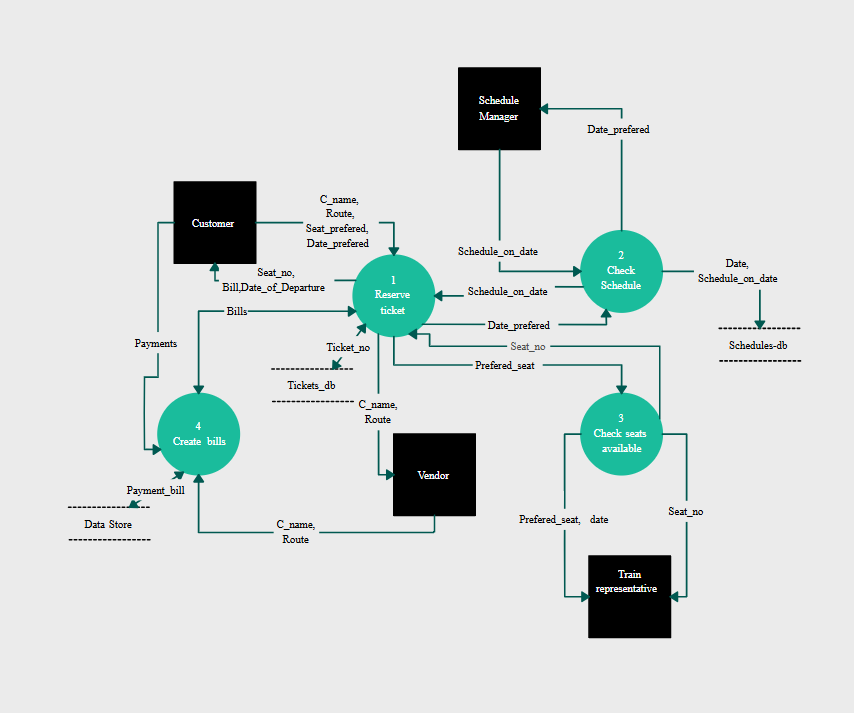 Schedule
Manager
Date_prefered
Customer
C_name,
Route,
Seat_prefered,
Date_prefered
Schedule_on_date
2
Check
Schedule
Date,
Schedule_on_date
Seat_no,
Bill,Date_of_Departure
1
Reserve
ticket
Schedule_on_date
Bills
Date_prefered
Payments
Ticket_no
Seat_no
Schedules-db
Prefered_seat
Tickets_db
C_name,
Route
4
Create bills
3
Check seats
available
Vendor
Payment_bill
Data Store
C_name,
Route
Prefered_seat, date
Seat_no
Train
representative